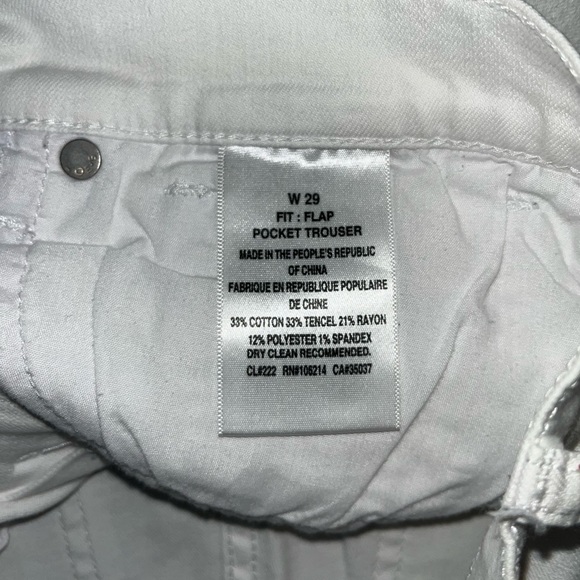 W 29
FIT : FLAP
POCKET TROUSER
MADE IN THE PEOPLE'S REPUBLIC
OF CHINA
FABRIQUE EN REPUBLIQUE POPULAIRE
DE CHINE
33% COTTON 33% TENCEL 21% RAYON
12% POLYESTER 1% SPANDEX
DRY CLEAN RECOMMENDED.
CL#222 RN#106214 CA#35037